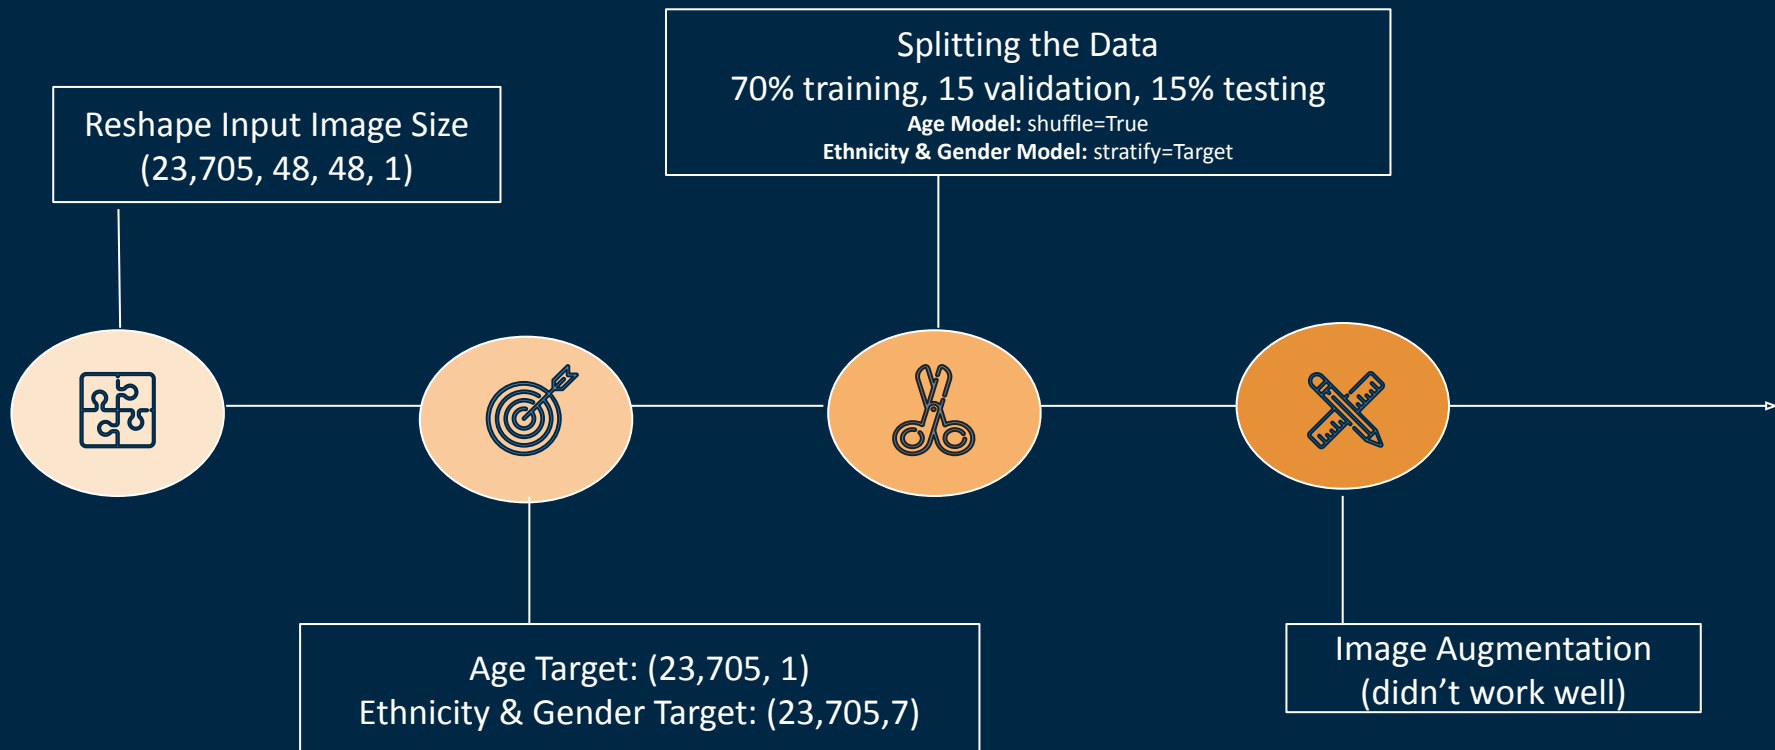 Reshape Input Image Size
(23,705, 48, 48, 1)
Age Target: (23,705, 1)
Ethnicity & Gender Target: (23,705,7)
Splitting the Data
70% training, 15 validation, 15% testing
Age Model: shuffle=True
Ethnicity & Gender Model: stratify=Target
Image Augmentation
(didn’t work well)